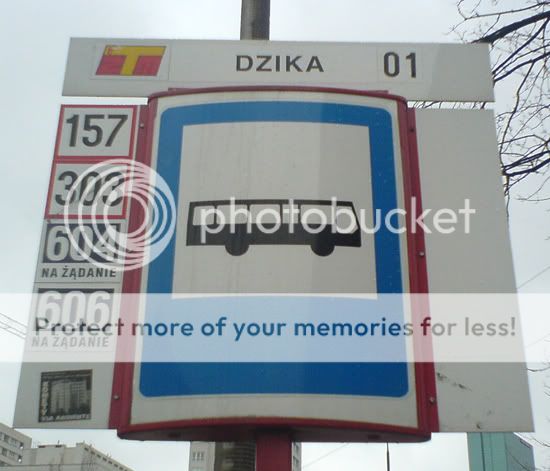 DZIKA 01
157
303
604
NA ŻĄDANIE
606
NA ŻĄDANIE
photobucket
Protect more of your memories for less!